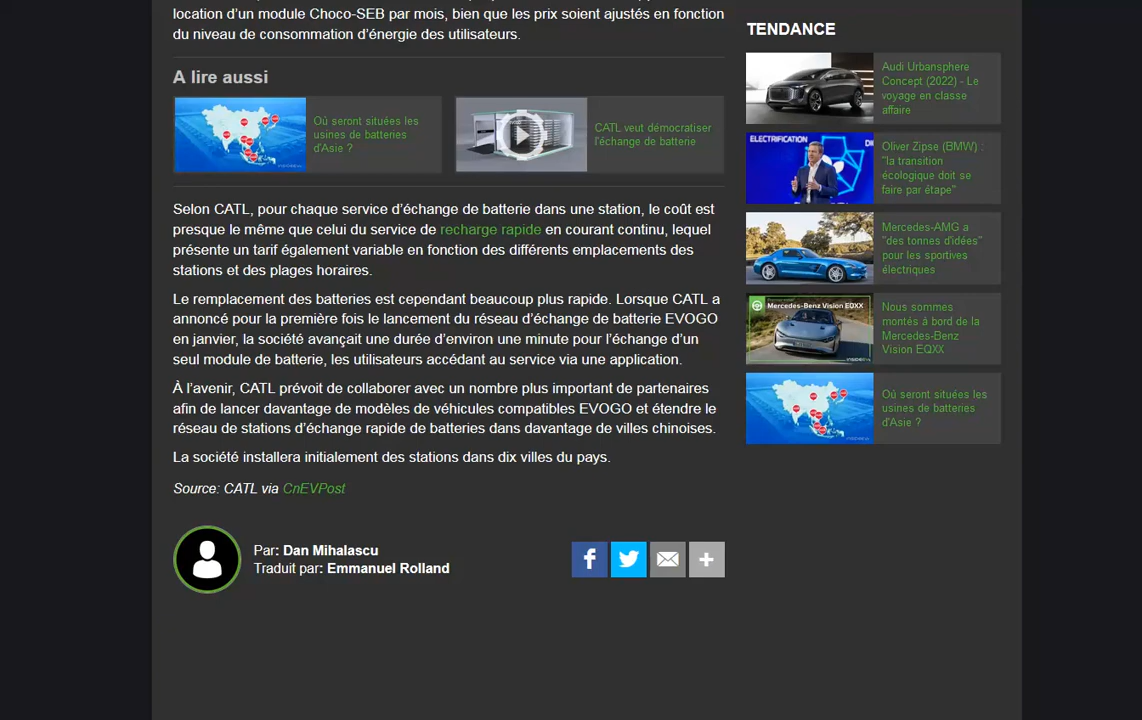 location d’un module Choco-SEB par mois, bien que les prix soient ajustés en fonction
du niveau de consommation d’énergie des utilisateurs.
A lire aussi
Où seront situées les
usines de batteries
d'Asie ?
CATL veut démocratiser
l'échange de batterie
Selon CATL, pour chaque service d’échange de batterie dans une station, le coût est
presque le même que celui du service de recharge rapide en courant continu, lequel
présente un tarif également variable en fonction des différents emplacements des
stations et des plages horaires.
Le remplacement des batteries est cependant beaucoup plus rapide. Lorsque CATL a
annoncé pour la première fois le lancement du réseau d’échange de batterie EVOGO
en janvier, la société avançait une durée d’environ une minute pour l’échange d’un
seul module de batterie, les utilisateurs accédant au service via une application.
À l’avenir, CATL prévoit de collaborer avec un nombre plus important de partenaires
afin de lancer davantage de modèles de véhicules compatibles EVOGO et étendre le
réseau de stations d’échange rapide de batteries dans davantage de villes chinoises.
La société installera initialement des stations dans dix villes du pays.
Source: CATL via CnEVPost
Par: Dan Mihalascu
Traduit par: Emmanuel Rolland
TENDANCE
Audi Urbansphere
Concept (2022) - Le
voyage en classe
affaire
ELECTRIFICATION
Oliver Zipse (BMW) :
"la transition
écologique doit se
faire par étape"
Mercedes-AMG a
"des tonnes d'idées"
pour les sportives
électriques
Mercedes-Benz Vision EQXX
Nous sommes
montés à bord de la
Mercedes-Benz
Vision EQXX
Où seront situées les
usines de batteries
d'Asie ?